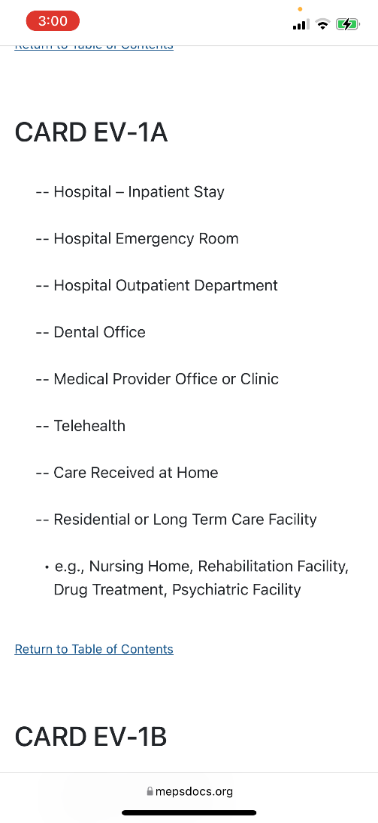 3:00
Return to Table of Contents
CARD EV-1A
-- Hospital – Inpatient Stay
-- Hospital Emergency Room
-- Hospital Outpatient Department
-- Dental Office
-- Medical Provider Office or Clinic
-- Telehealth
-- Care Received at Home
-- Residential or Long Term Care Facility
• e.g., Nursing Home, Rehabilitation Facility,
Drug Treatment, Psychiatric Facility
Return to Table of Contents
CARD EV-1B
mepsdocs.org